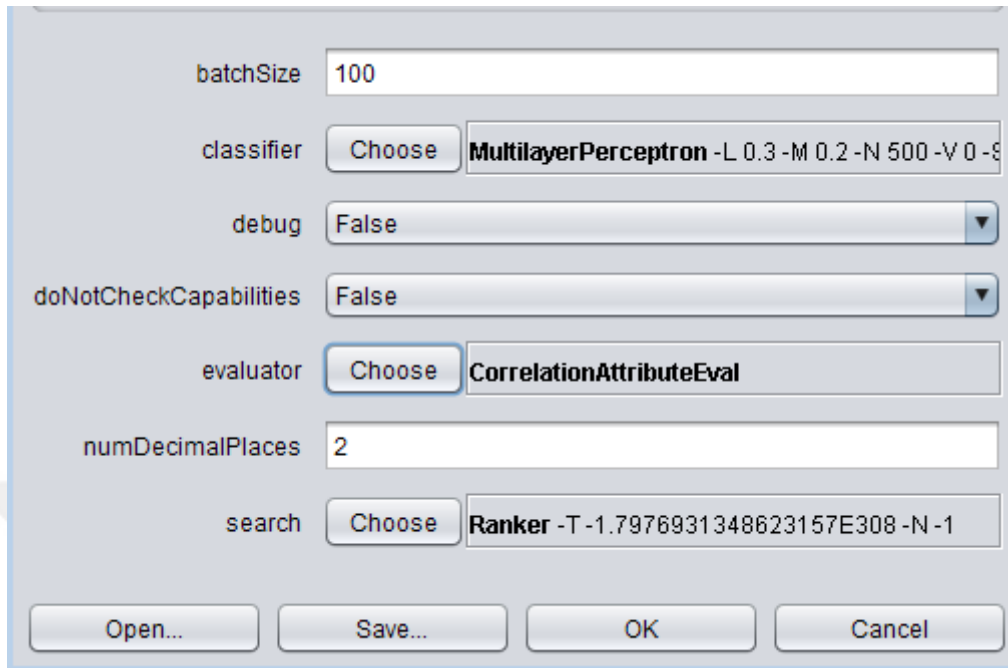 batchSize 100
classifier Choose MultilayerPerceptron -L 0.3 -M 0.2 -N 500 -V 0 -S
debug False
doNotCheckCapabilities False
evaluator Choose CorrelationAttributeEval
numDecimalPlaces 2
search Choose Ranker -T -1.7976931348623157E308 -N -1
Open... Save... OK Cancel